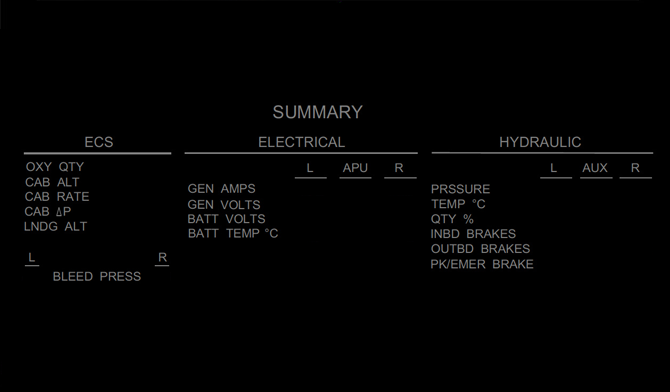 SUMMARY
ECS
OXY QTY
CAB ALT
CAB RATE
CAB ΔP
LNDG ALT
L R
BLEED PRESS
ELECTRICAL
L APU R
GEN AMPS
GEN VOLTS
BATT VOLTS
BATT TEMP °C
HYDRAULIC
L AUX R
PRSSURE
TEMP °C
QTY %
INBD BRAKES
OUTBD BRAKES
PK/EMER BRAKE